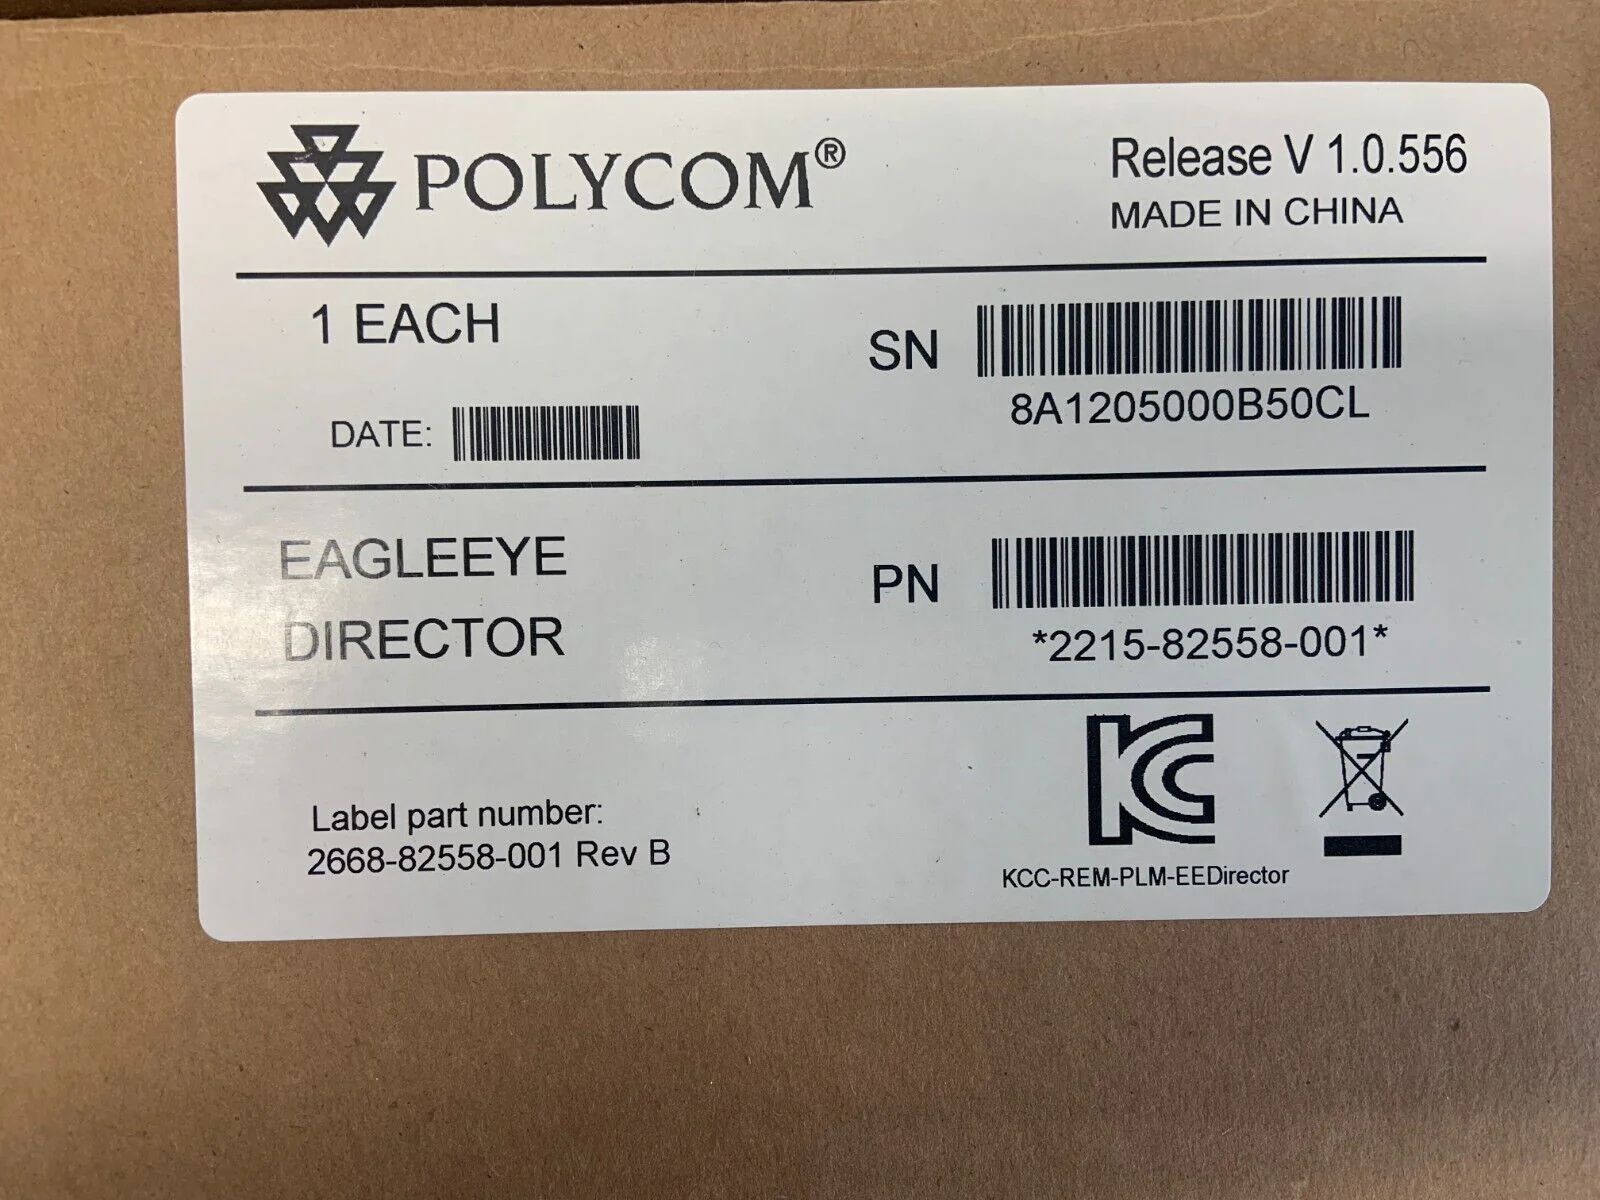 POLYCOM®
Release V 1.0.556
MADE IN CHINA
1 EACH
SN
8A1205000B50CL
DATE:
EAGLEEYE
DIRECTOR
PN
*2215-82558-001*
Label part number:
2668-82558-001 Rev B
KC
KCC-REM-PLM-EEDirector